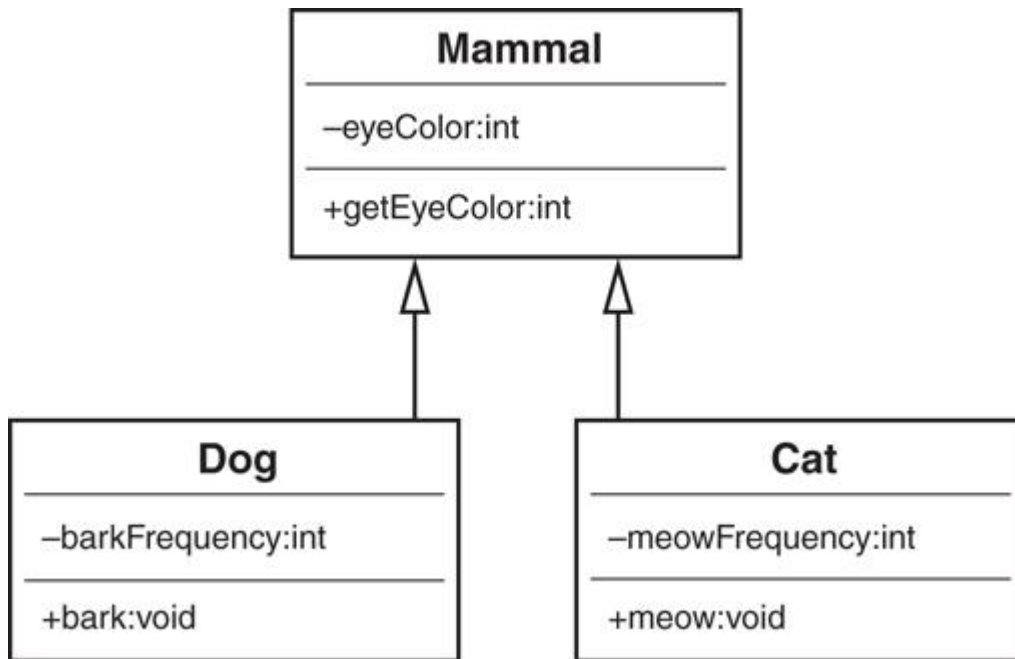 Mammal
–eyeColor:int
+getEyeColor:int
Dog
–barkFrequency:int
+bark:void
Cat
–meowFrequency:int
+meow:void